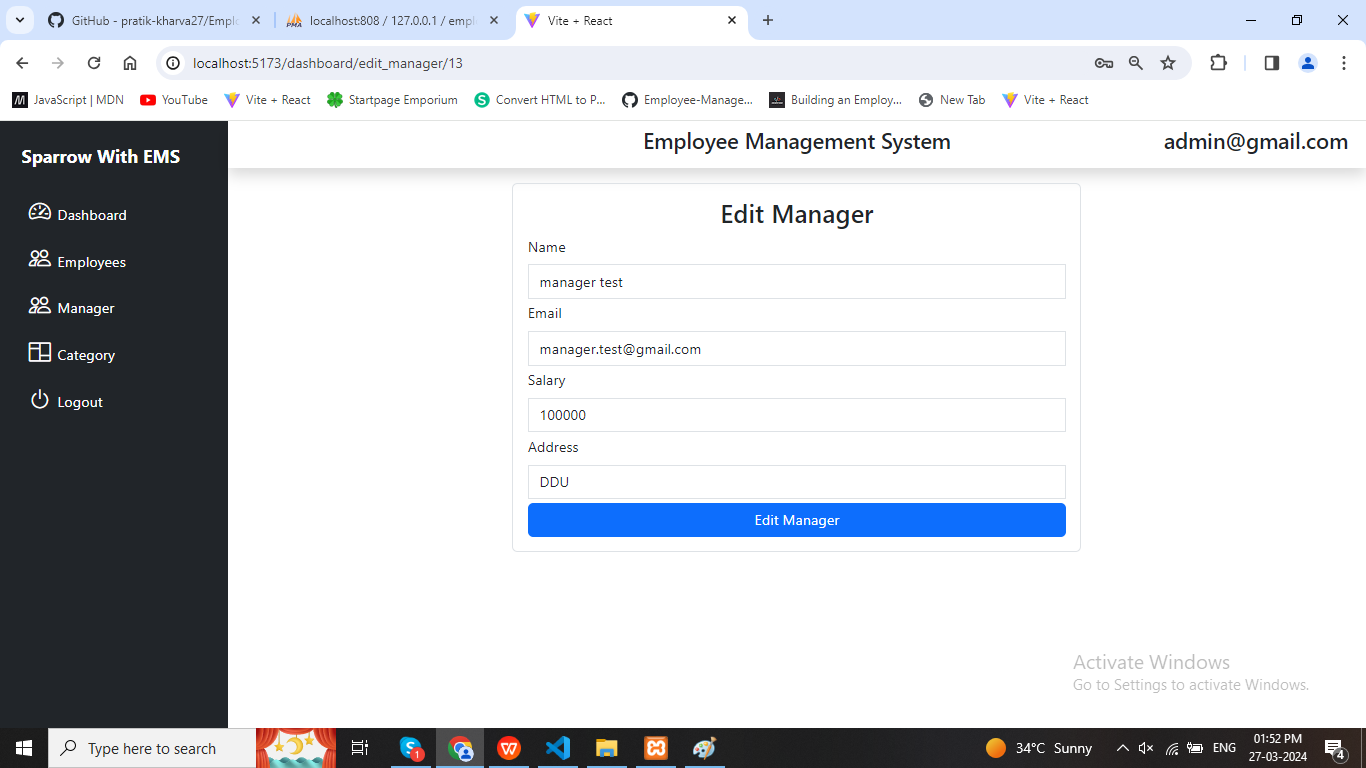 GitHub - pratik-kharva27/Emplo
localhost:808 / 127.0.0.1 / empl
Vite + React
localhost:5173/dashboard/edit_manager/13
JavaScript | MDN
YouTube
Vite + React
Startpage Emporium
Convert HTML to P...
Employee-Manage...
Building an Employ...
New Tab
Vite + React
Sparrow With EMS
Employee Management System
admin@gmail.com
Dashboard
Employees
Manager
Category
Logout
Edit Manager
Name
manager test
Email
manager.test@gmail.com
Salary
100000
Address
DDU
Edit Manager
Activate Windows
Go to Settings to activate Windows.
Type here to search
34°C Sunny
ENG
01:52 PM
27-03-2024
4